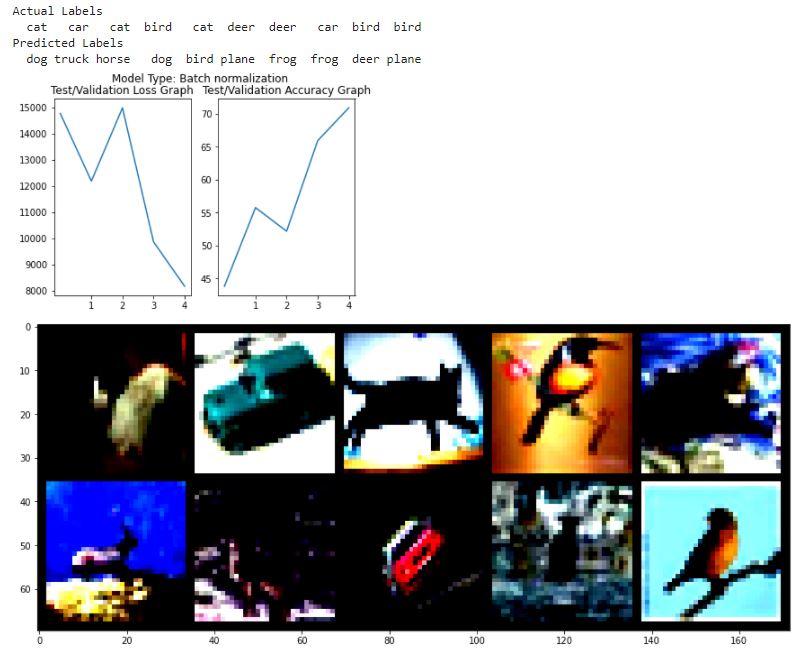 Actual Labels
cat car cat bird cat deer deer car bird bird
Predicted Labels
dog truck horse dog bird plane frog frog deer plane
Model Type: Batch normalization
Test/Validation Loss Graph Test/Validation Accuracy Graph
15000
14000
13000
12000
11000
10000
9000
8000
1 2 3 4
70
65
60
55
50
45
1 2 3 4
0
10
20
30
40
50
60
0 20 40 60 80 100 120 140 160